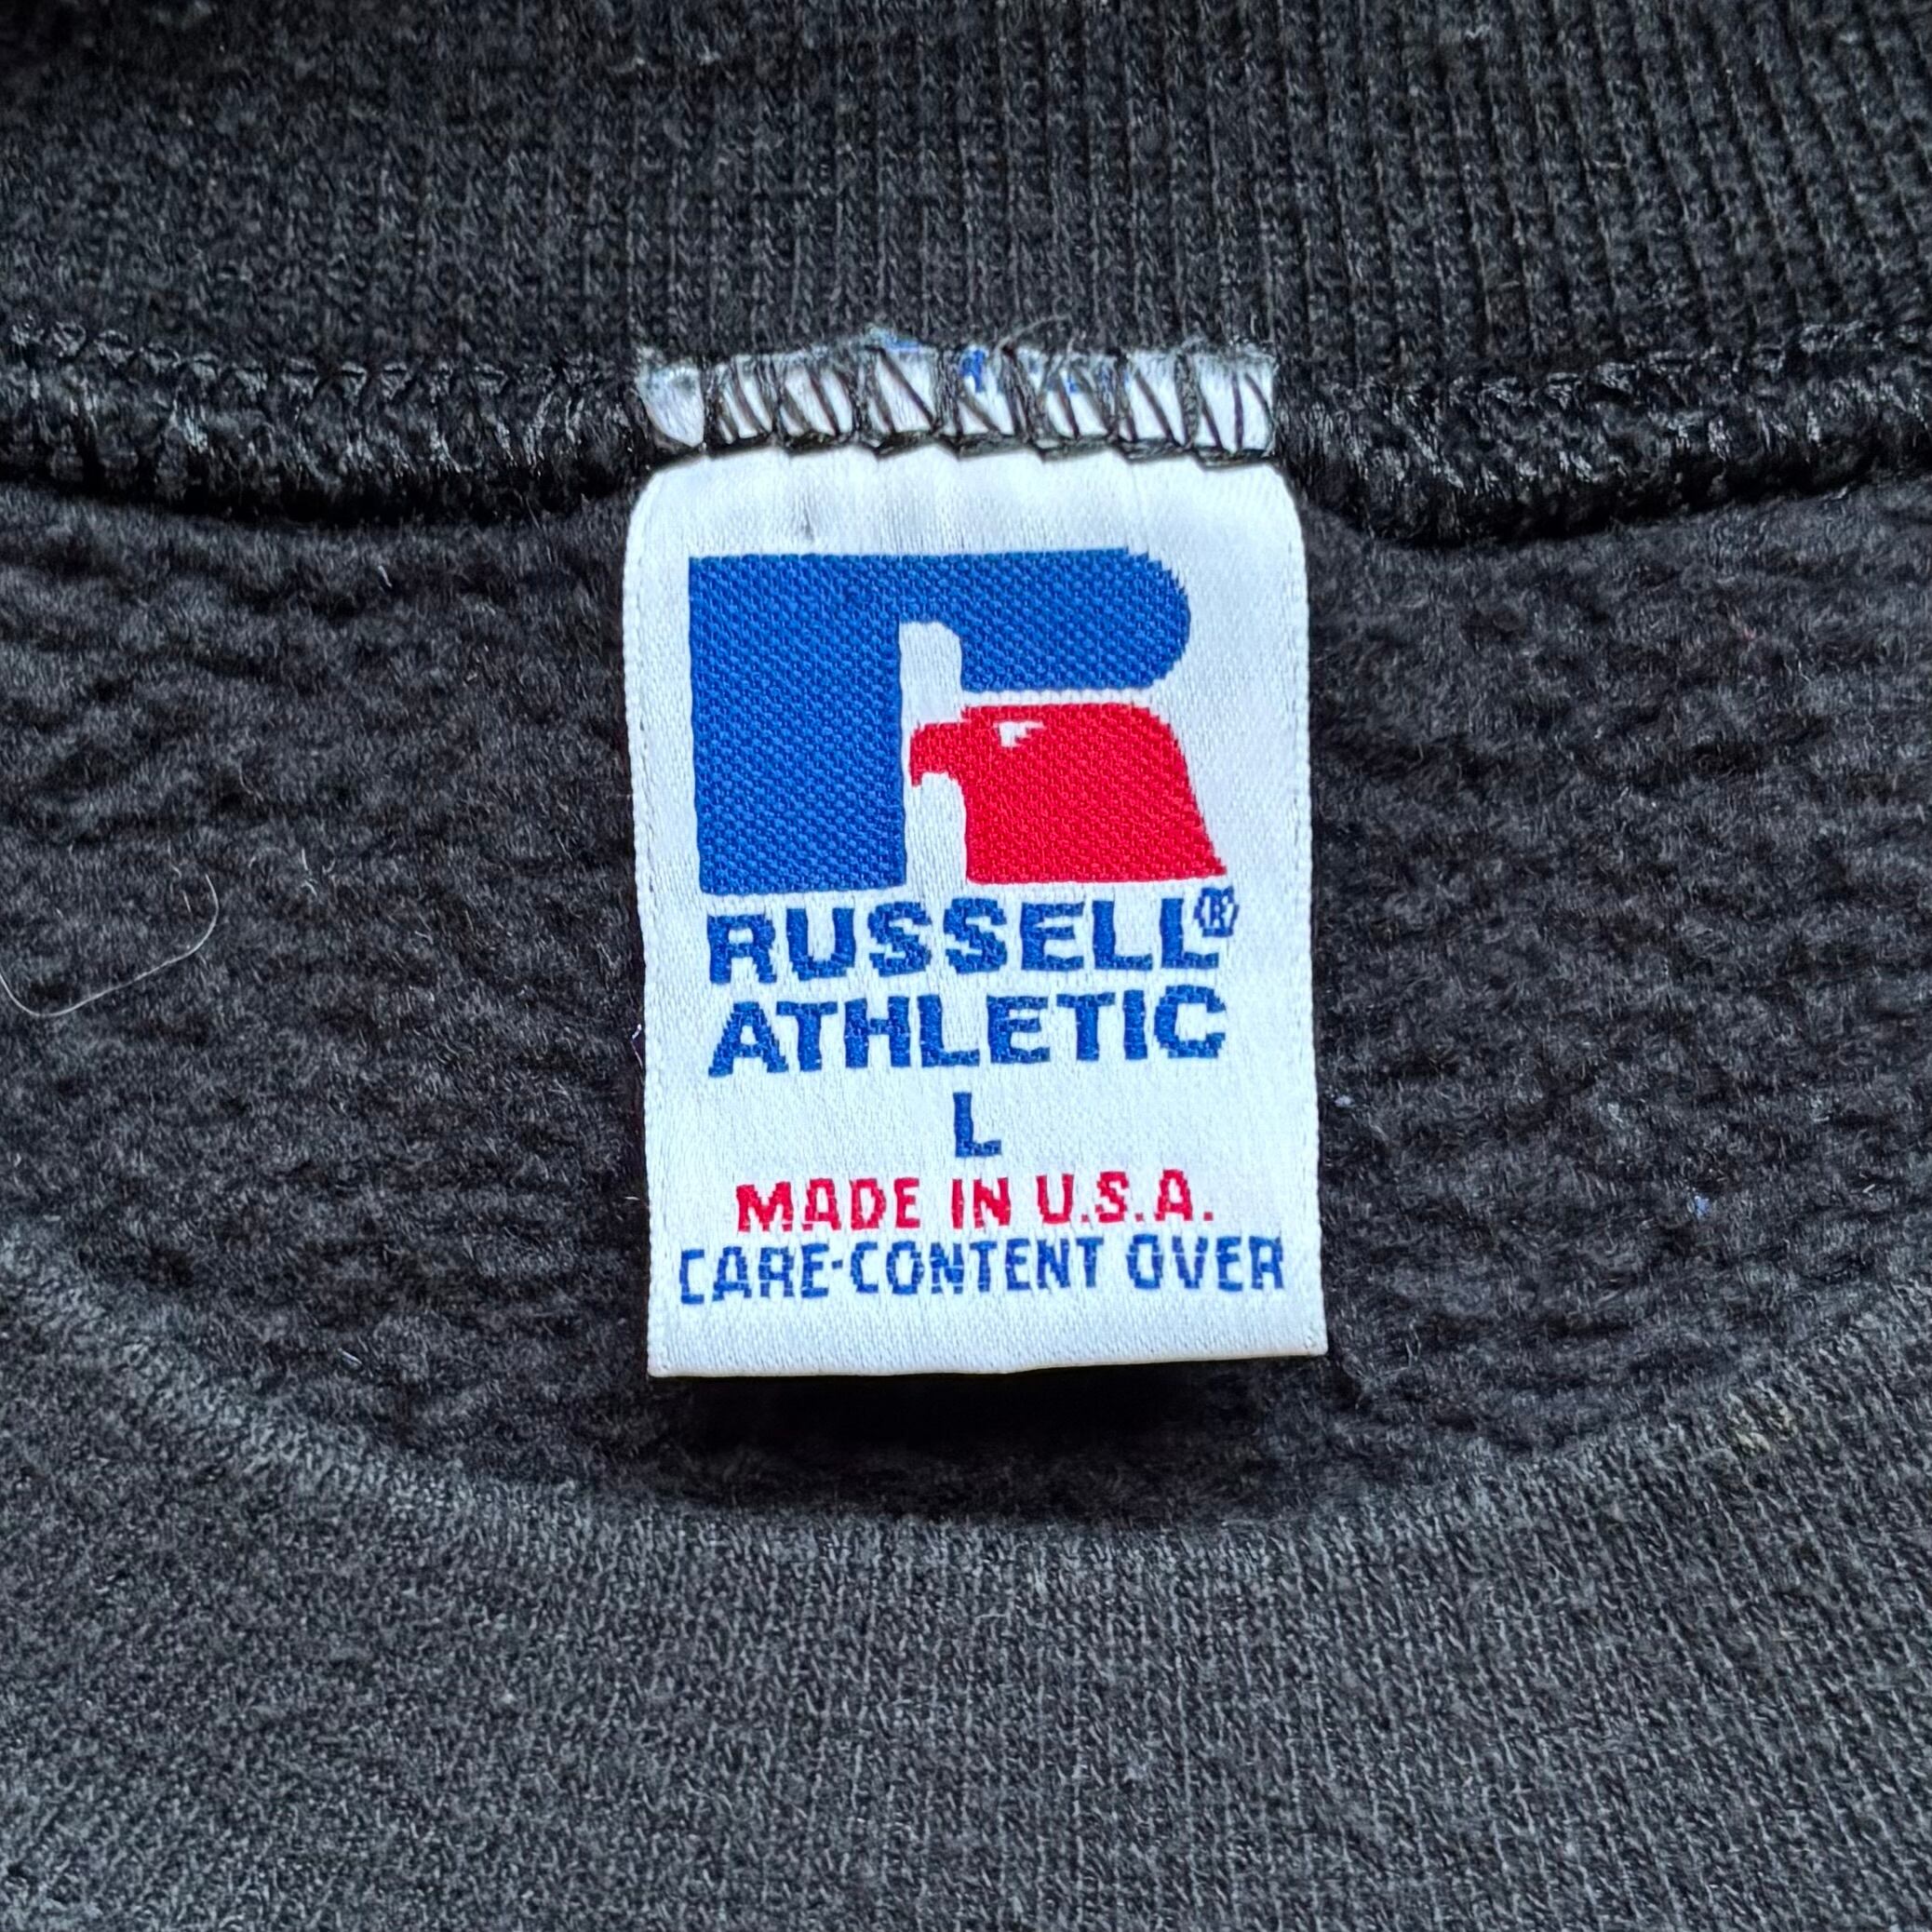 RUSSELL®
ATHLETIC
L
MADE IN U.S.A.
CARE-CONTENT OVER